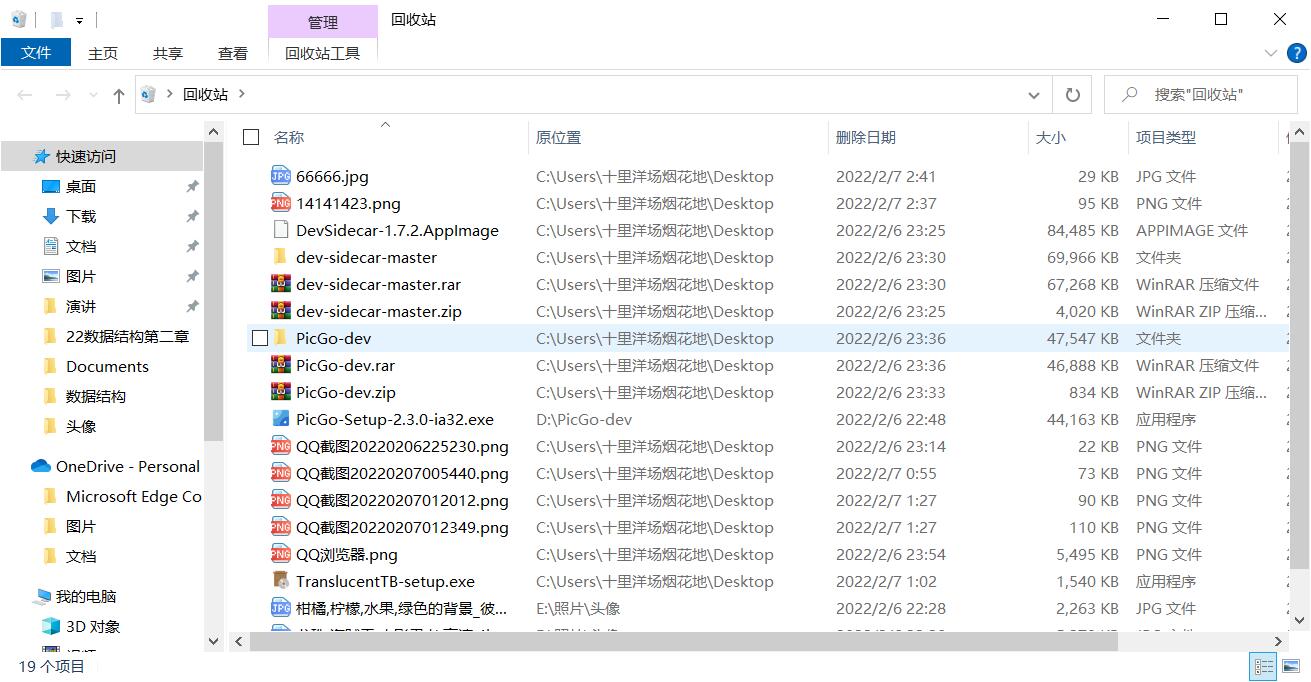 管理
回收站
文件
主页
共享
查看
回收站工具
回收站
搜索"回收站"
快速访问
桌面
下载
文档
图片
演讲
22数据结构第二章
Documents
数据结构
头像
OneDrive - Personal
Microsoft Edge Co
图片
文档
我的电脑
3D 对象
名称 原位置 删除日期 大小 项目类型
66666.jpg C:\Users\十里洋场烟花地\Desktop 2022/2/7 2:41 29 KB JPG 文件
14141423.png C:\Users\十里洋场烟花地\Desktop 2022/2/7 2:37 95 KB PNG 文件
DevSidecar-1.7.2.AppImage C:\Users\十里洋场烟花地\Desktop 2022/2/6 23:25 84,485 KB APPIMAGE 文件
dev-sidecar-master C:\Users\十里洋场烟花地\Desktop 2022/2/6 23:30 69,966 KB 文件夹
dev-sidecar-master.rar C:\Users\十里洋场烟花地\Desktop 2022/2/6 23:30 67,268 KB WinRAR 压缩文件
dev-sidecar-master.zip C:\Users\十里洋场烟花地\Desktop 2022/2/6 23:25 4,020 KB WinRAR ZIP 压缩...
PicGo-dev C:\Users\十里洋场烟花地\Desktop 2022/2/6 23:36 47,547 KB 文件夹
PicGo-dev.rar C:\Users\十里洋场烟花地\Desktop 2022/2/6 23:36 46,888 KB WinRAR 压缩文件
PicGo-dev.zip C:\Users\十里洋场烟花地\Desktop 2022/2/6 23:33 834 KB WinRAR ZIP 压缩...
PicGo-Setup-2.3.0-ia32.exe D:\PicGo-dev 2022/2/6 22:48 44,163 KB 应用程序
QQ截图20220206225230.png C:\Users\十里洋场烟花地\Desktop 2022/2/6 23:14 22 KB PNG 文件
QQ截图20220207005440.png C:\Users\十里洋场烟花地\Desktop 2022/2/7 0:55 73 KB PNG 文件
QQ截图20220207012012.png C:\Users\十里洋场烟花地\Desktop 2022/2/7 1:27 90 KB PNG 文件
QQ截图20220207012349.png C:\Users\十里洋场烟花地\Desktop 2022/2/7 1:27 110 KB PNG 文件
QQ浏览器.png C:\Users\十里洋场烟花地\Desktop 2022/2/6 23:54 5,495 KB PNG 文件
TranslucentTB-setup.exe C:\Users\十里洋场烟花地\Desktop 2022/2/7 1:02 1,540 KB 应用程序
柑橘,柠檬,水果,绿色的背景_彼... E:\照片\头像 2022/2/6 22:28 2,263 KB JPG 文件
19 个项目